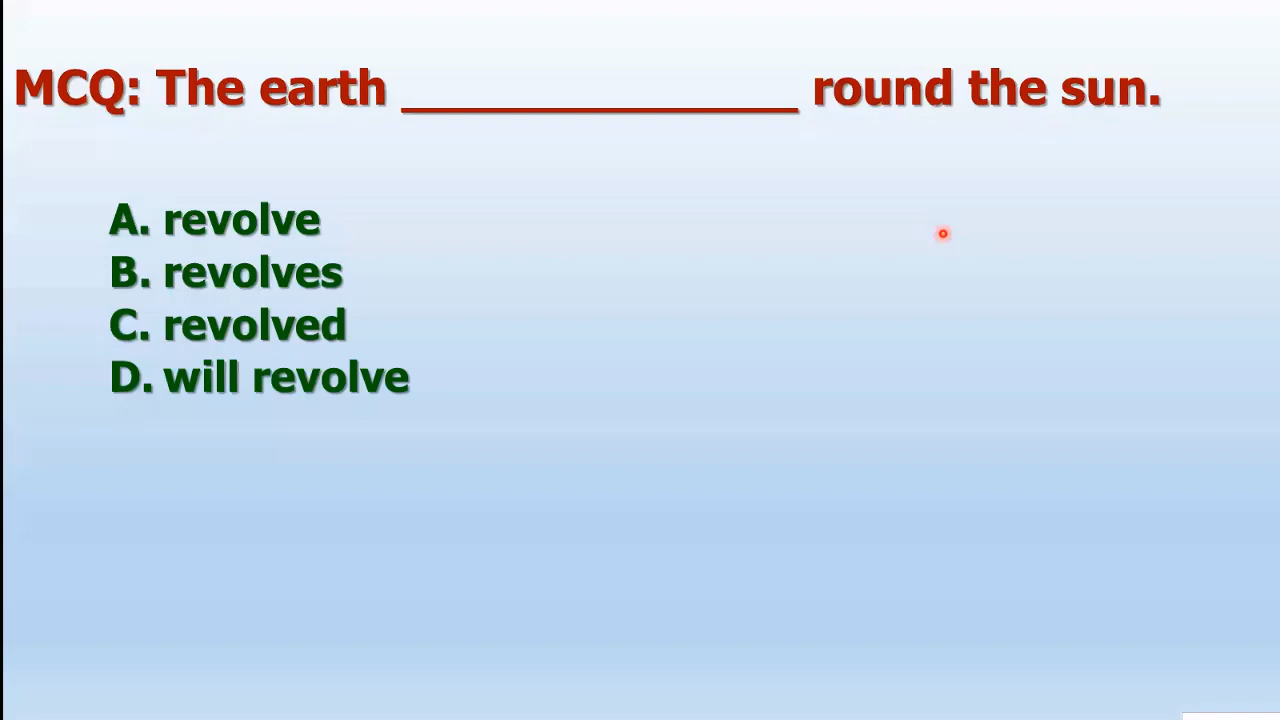 MCQ: The earth ________________ round the sun.
A. revolve
B. revolves
C. revolved
D. will revolve